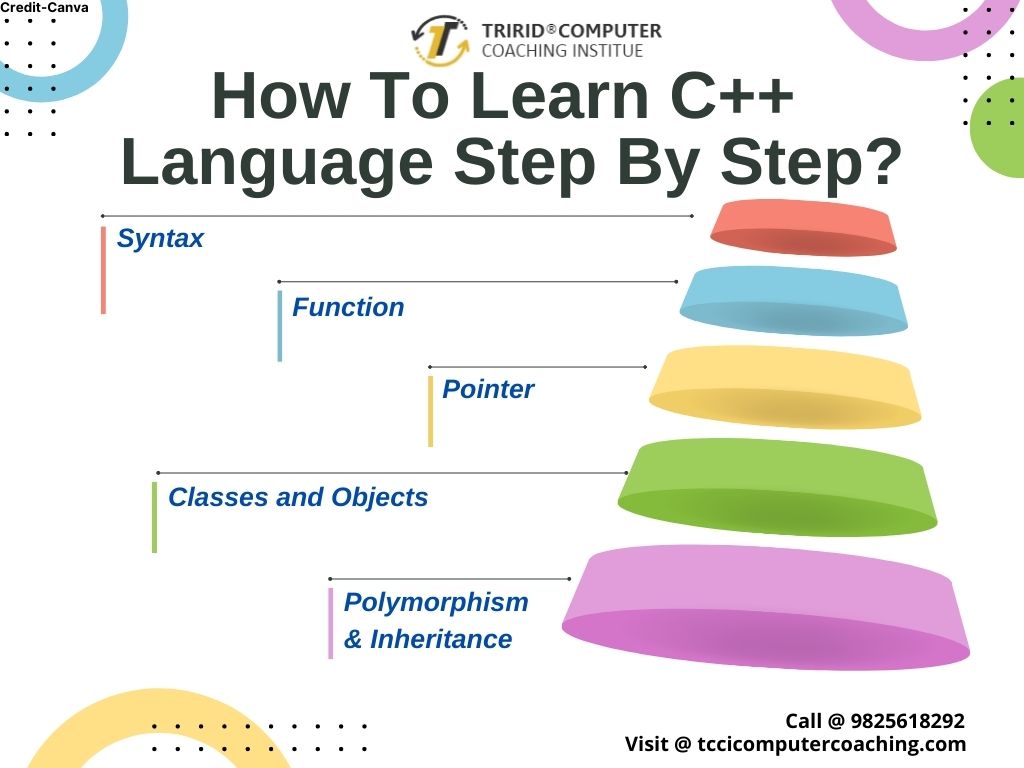 Credit-Canva
TRIRID®COMPUTER
COACHING INSTITUE
How To Learn C++
Language Step By Step?
Syntax
Function
Pointer
Classes and Objects
Polymorphism
& Inheritance
Call @ 9825618292
Visit @ tccicomputercoaching.com